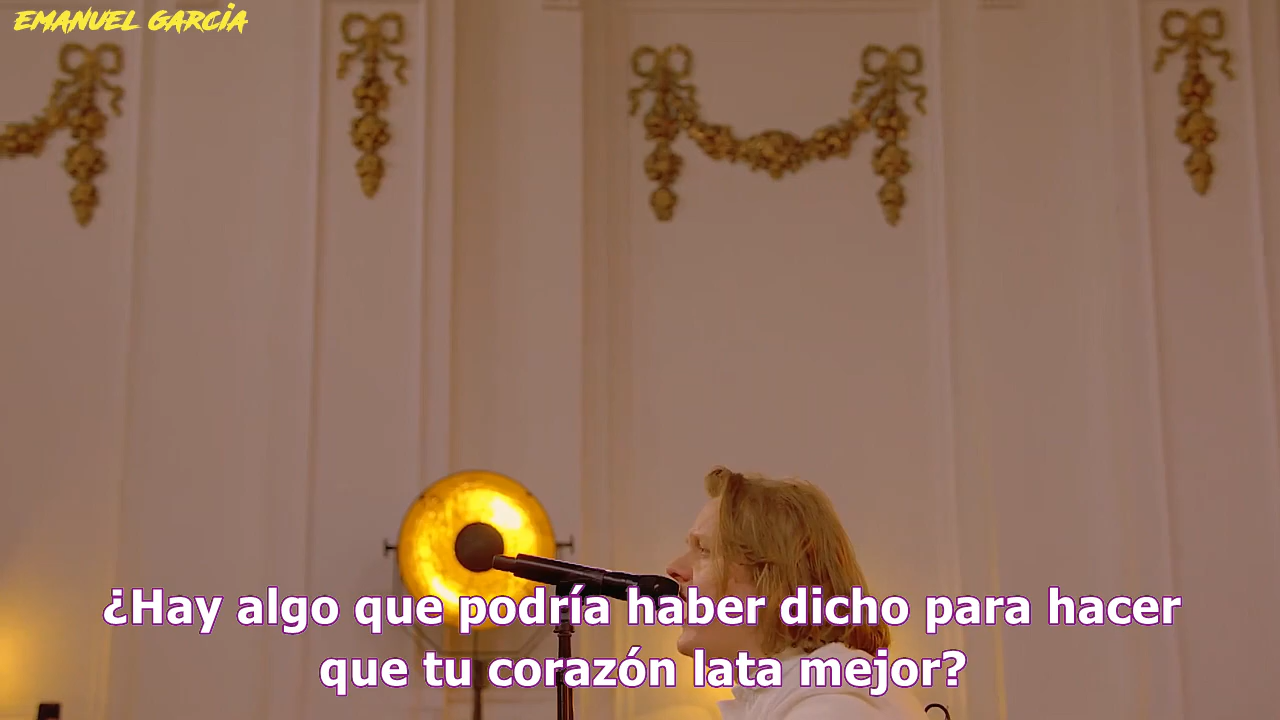 EMANUEL GARCÍA
¿Hay algo que podría haber dicho para hacer
que tu corazón lata mejor?